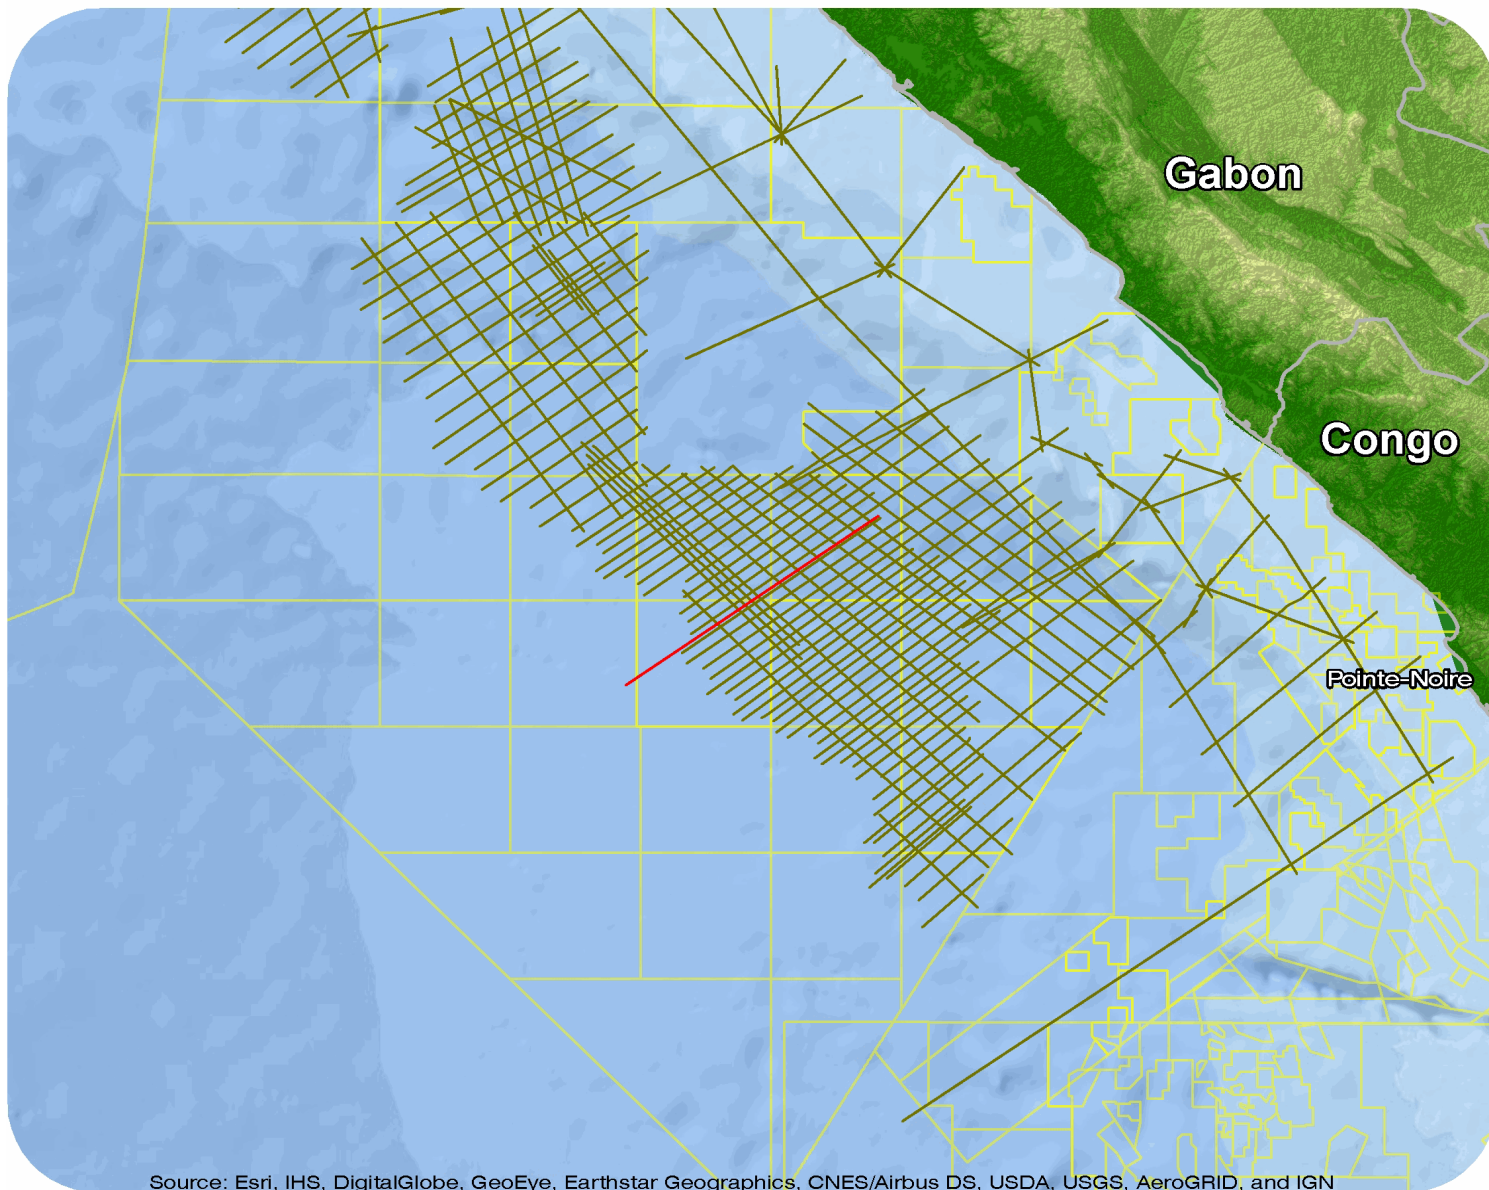 Gabon
Congo
Pointe-Noire
Source: Esri, IHS, DigitalGlobe, GeoEye, Earthstar Geographics, CNES/Airbus DS, USDA, USGS, AeroGRID, and IGN